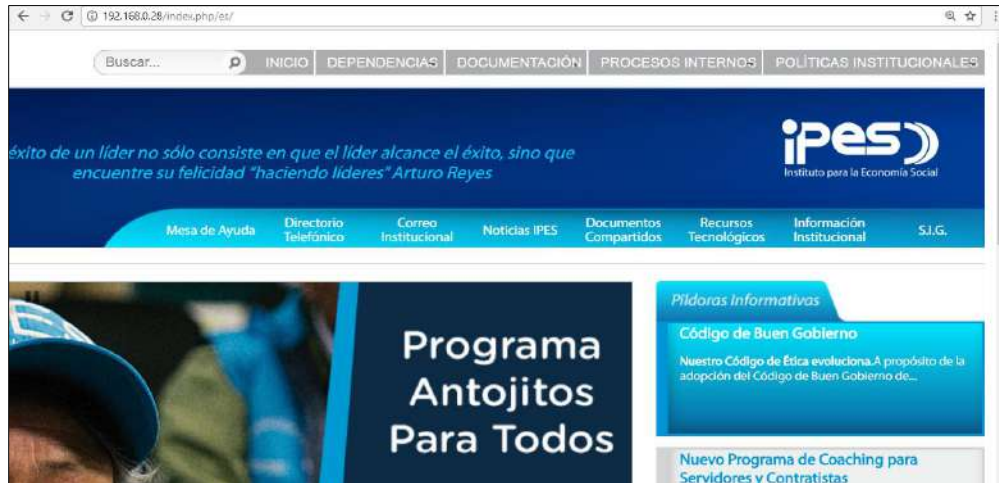 192.168.0.28/index.php/es/
Buscar...
INICIO DEPENDENCIAS DOCUMENTACIÓN PROCESOS INTERNOS POLÍTICAS INSTITUCIONALES
éxito de un líder no sólo consiste en que el líder alcance el éxito, sino que
encuentre su felicidad "haciendo líderes" Arturo Reyes
ipes
Instituto para la Economía Social
Mesa de Ayuda
Directorio
Telefónico
Correo
Institucional
Noticias IPES
Documentos
Compartidos
Recursos
Tecnológicos
Información
Institucional
S.I.G.
Programa
Antojitos
Para Todos
Píldoras Informativas
Código de Buen Gobierno
Nuestro Código de Ética evoluciona.A propósito de la
adopción del Código de Buen Gobierno de...
Nuevo Programa de Coaching para
Servidores y Contratistas